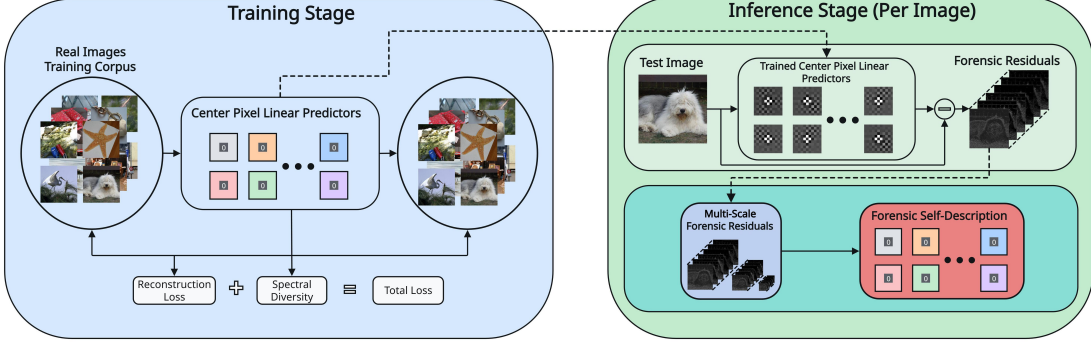 Training Stage
Real Images
Training Corpus
Center Pixel Linear Predictors
0
0
0
0
0
0
Reconstruction
Loss
Spectral
Diversity
Total Loss
Inference Stage (Per Image)
Test Image
Trained Center Pixel Linear
Predictors
Forensic Residuals
Multi-Scale
Forensic Residuals
Forensic Self-Description
0
0
0
0
0
0